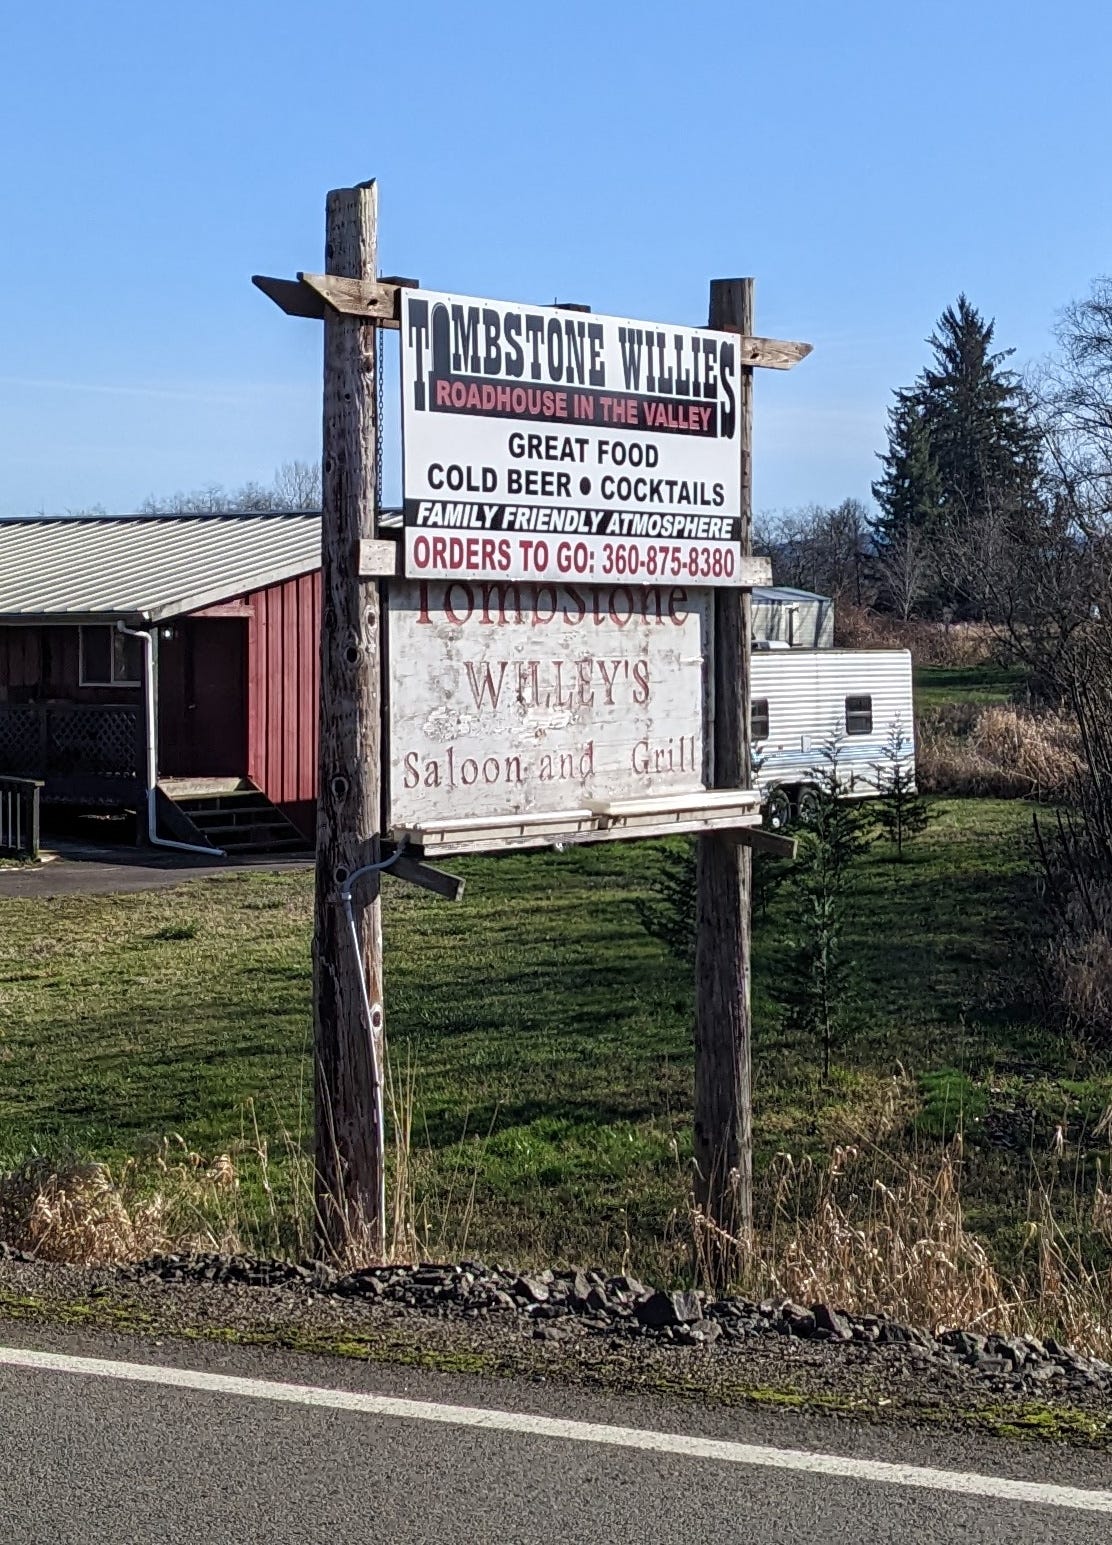 TOMBSTONE WILLIES
ROADHOUSE IN THE VALLEY
GREAT FOOD
COLD BEER ● COCKTAILS
FAMILY FRIENDLY ATMOSPHERE
ORDERS TO GO: 360-875-8380
TombStone
WILLEY'S
Saloon and Grill